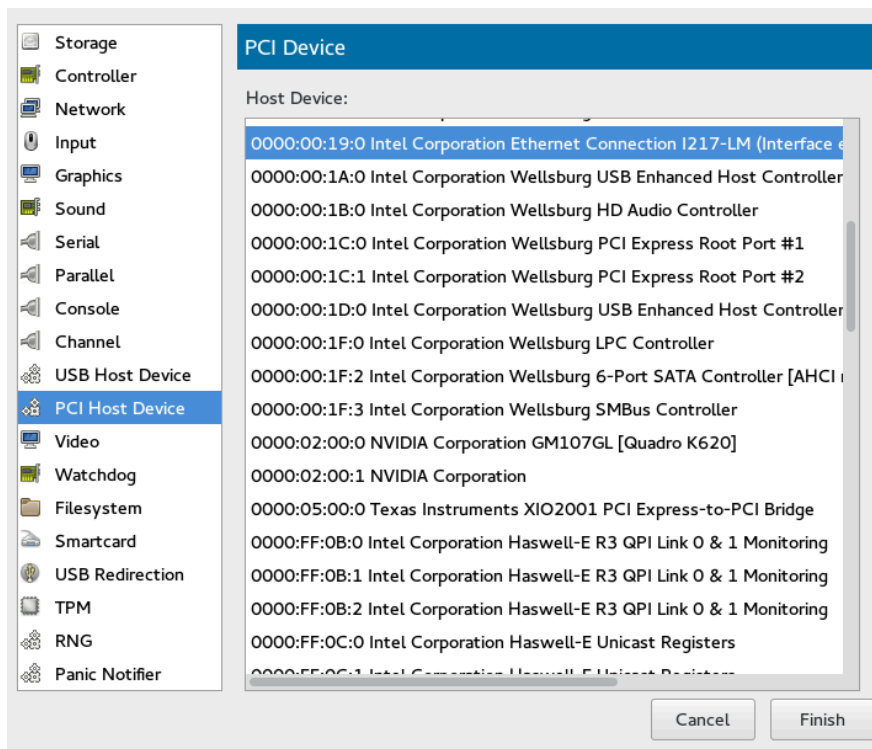 Storage
Controller
Network
Input
Graphics
Sound
Serial
Parallel
Console
Channel
USB Host Device
PCI Host Device
Video
Watchdog
Filesystem
Smartcard
USB Redirection
TPM
RNG
Panic Notifier
PCI Device
Host Device:
0000:00:19:0 Intel Corporation Ethernet Connection I217-LM (Interface
0000:00:1A:0 Intel Corporation Wellsburg USB Enhanced Host Controller
0000:00:1B:0 Intel Corporation Wellsburg HD Audio Controller
0000:00:1C:0 Intel Corporation Wellsburg PCI Express Root Port #1
0000:00:1C:1 Intel Corporation Wellsburg PCI Express Root Port #2
0000:00:1D:0 Intel Corporation Wellsburg USB Enhanced Host Controller
0000:00:1F:0 Intel Corporation Wellsburg LPC Controller
0000:00:1F:2 Intel Corporation Wellsburg 6-Port SATA Controller [AHCI
0000:00:1F:3 Intel Corporation Wellsburg SMBus Controller
0000:02:00:0 NVIDIA Corporation GM107GL [Quadro K620]
0000:02:00:1 NVIDIA Corporation
0000:05:00:0 Texas Instruments XIO2001 PCI Express-to-PCI Bridge
0000:FF:0B:0 Intel Corporation Haswell-E R3 QPI Link 0 & 1 Monitoring
0000:FF:0B:1 Intel Corporation Haswell-E R3 QPI Link 0 & 1 Monitoring
0000:FF:0B:2 Intel Corporation Haswell-E R3 QPI Link 0 & 1 Monitoring
0000:FF:0C:0 Intel Corporation Haswell-E Unicast Registers
0000:FF:0C:1 Intel Corporation Haswell-E Unicast Registers
Cancel
Finish